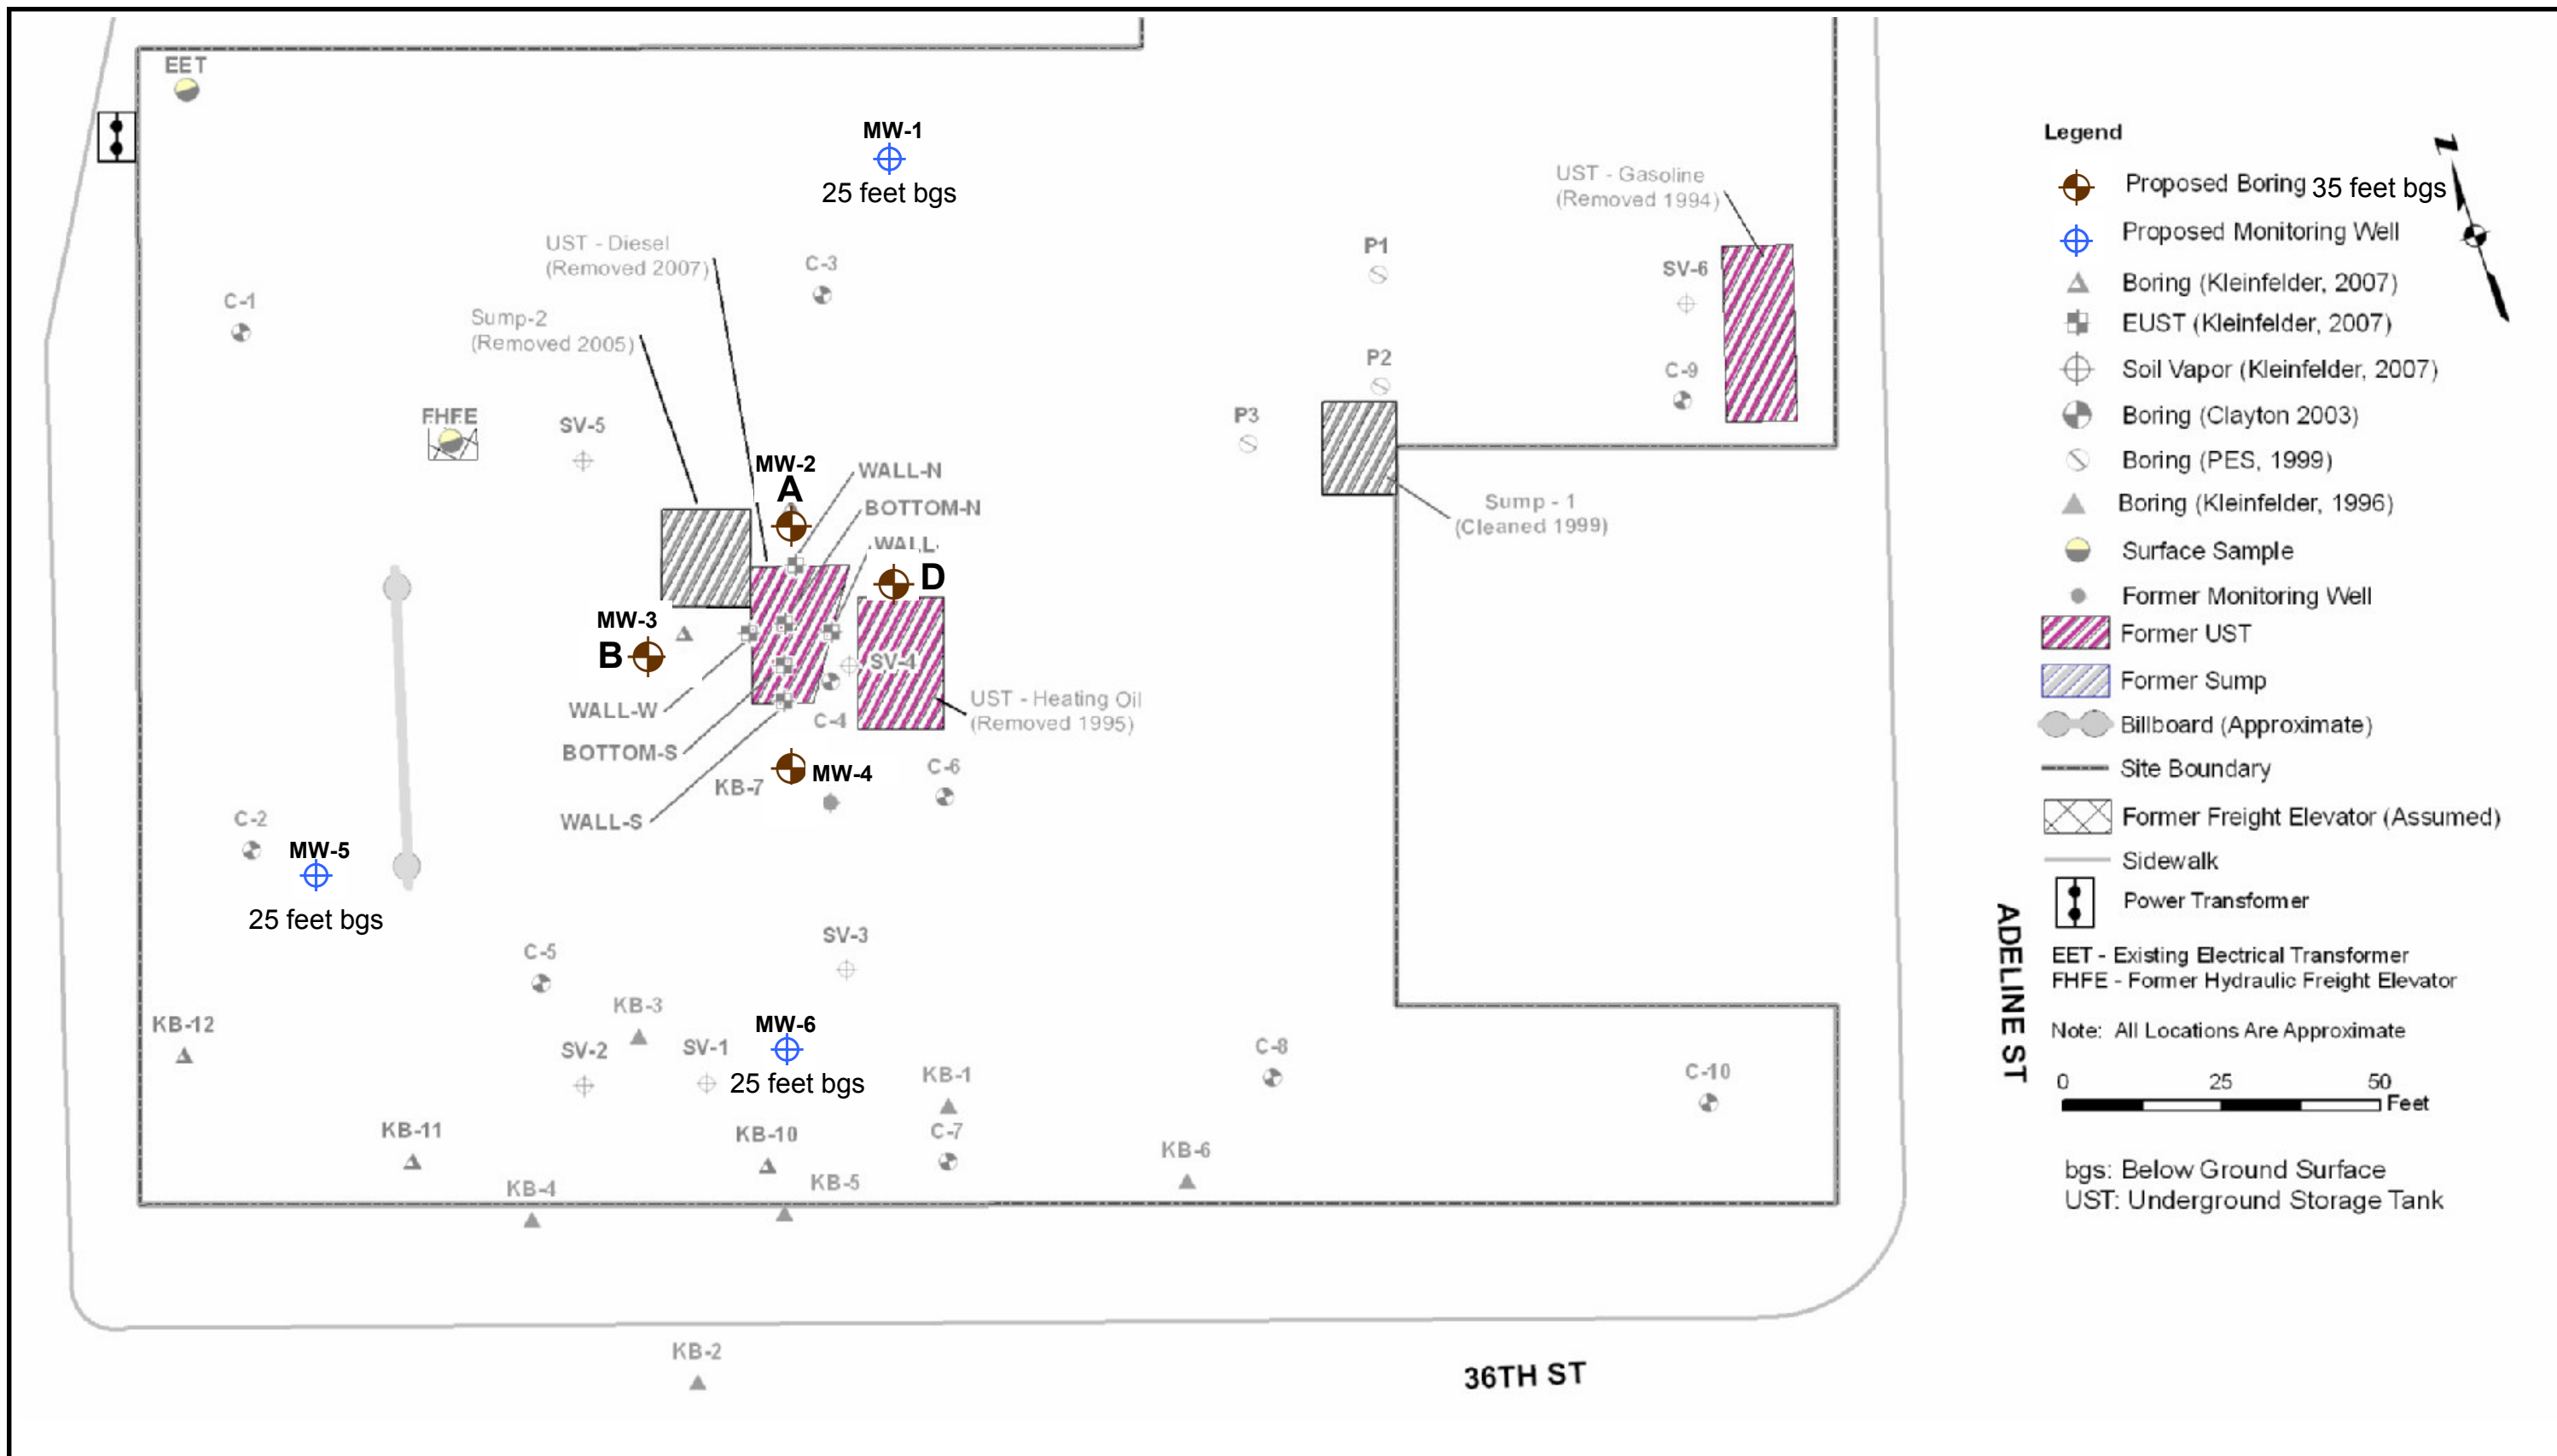 EET
MW-1
25 feet bgs
UST - Gasoline
(Removed 1994)
UST - Diesel
(Removed 2007)
C-3
P1
SV-6
C-1
Sump-2
(Removed 2005)
P2
C-9
FHFE
SV-5
P3
MW-2
A
WALL-N
BOTTOM-N
WALL-
Sump - 1
(Cleaned 1999)
D
MW-3
B
SV-4
WALL-W
UST - Heating Oil
(Removed 1995)
C-4
BOTTOM-S
MW-4
C-6
KB-7
WALL-S
C-2
MW-5
25 feet bgs
SV-3
C-5
KB-3
KB-12
MW-6
SV-2
SV-1
25 feet bgs
KB-1
C-8
C-10
KB-11
KB-10
C-7
KB-6
KB-4
KB-5
KB-2
36TH ST
ADELINE ST
Legend
Z
Proposed Boring 35 feet bgs
Proposed Monitoring Well
Boring (Kleinfelder, 2007)
EUST (Kleinfelder, 2007)
Soil Vapor (Kleinfelder, 2007)
Boring (Clayton 2003)
Boring (PES, 1999)
Boring (Kleinfelder, 1996)
Surface Sample
Former Monitoring Well
Former UST
Former Sump
Billboard (Approximate)
Site Boundary
Former Freight Elevator (Assumed)
Sidewalk
Power Transformer
EET - Existing Electrical Transformer
FHFE - Former Hydraulic Freight Elevator
Note: All Locations Are Approximate
0 25 50
Feet
bgs: Below Ground Surface
UST: Underground Storage Tank